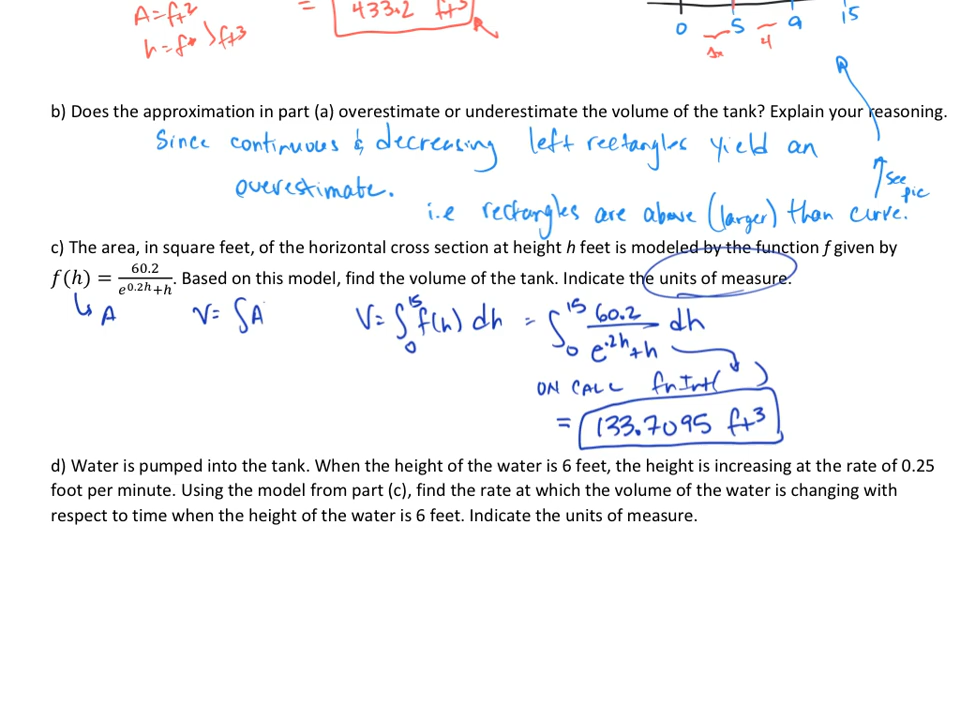 A=ft²
h=ft > ft³
= 433.2 ft³
0 5 9 15
4
b) Does the approximation in part (a) overestimate or underestimate the volume of the tank? Explain your reasoning.
Since continuous & decreasing left rectangles yield an
overestimate.
see pic
i.e rectangles are above (larger) than curve.
c) The area, in square feet, of the horizontal cross section at height h feet is modeled by the function f given by
f(h) = 60.2/(e^0.2h + h). Based on this model, find the volume of the tank. Indicate the units of measure.
↳ A V= ∫A V= ∫₀¹⁵ f(h) dh = ∫₀¹⁵ 60.2/(e^.2h + h) dh
ON CALC fnInt( )
= 133.7095 ft³
d) Water is pumped into the tank. When the height of the water is 6 feet, the height is increasing at the rate of 0.25
foot per minute. Using the model from part (c), find the rate at which the volume of the water is changing with
respect to time when the height of the water is 6 feet. Indicate the units of measure.